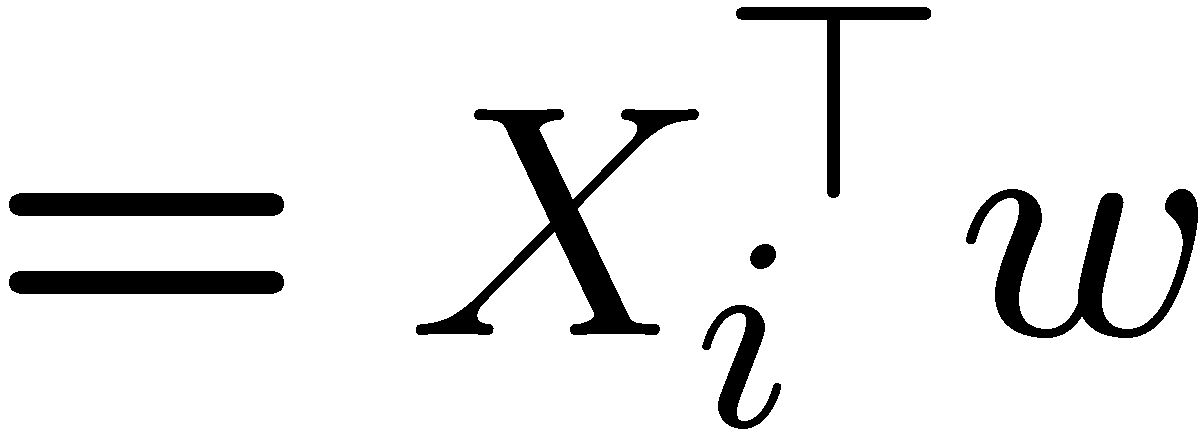 = X_i^⊤ w